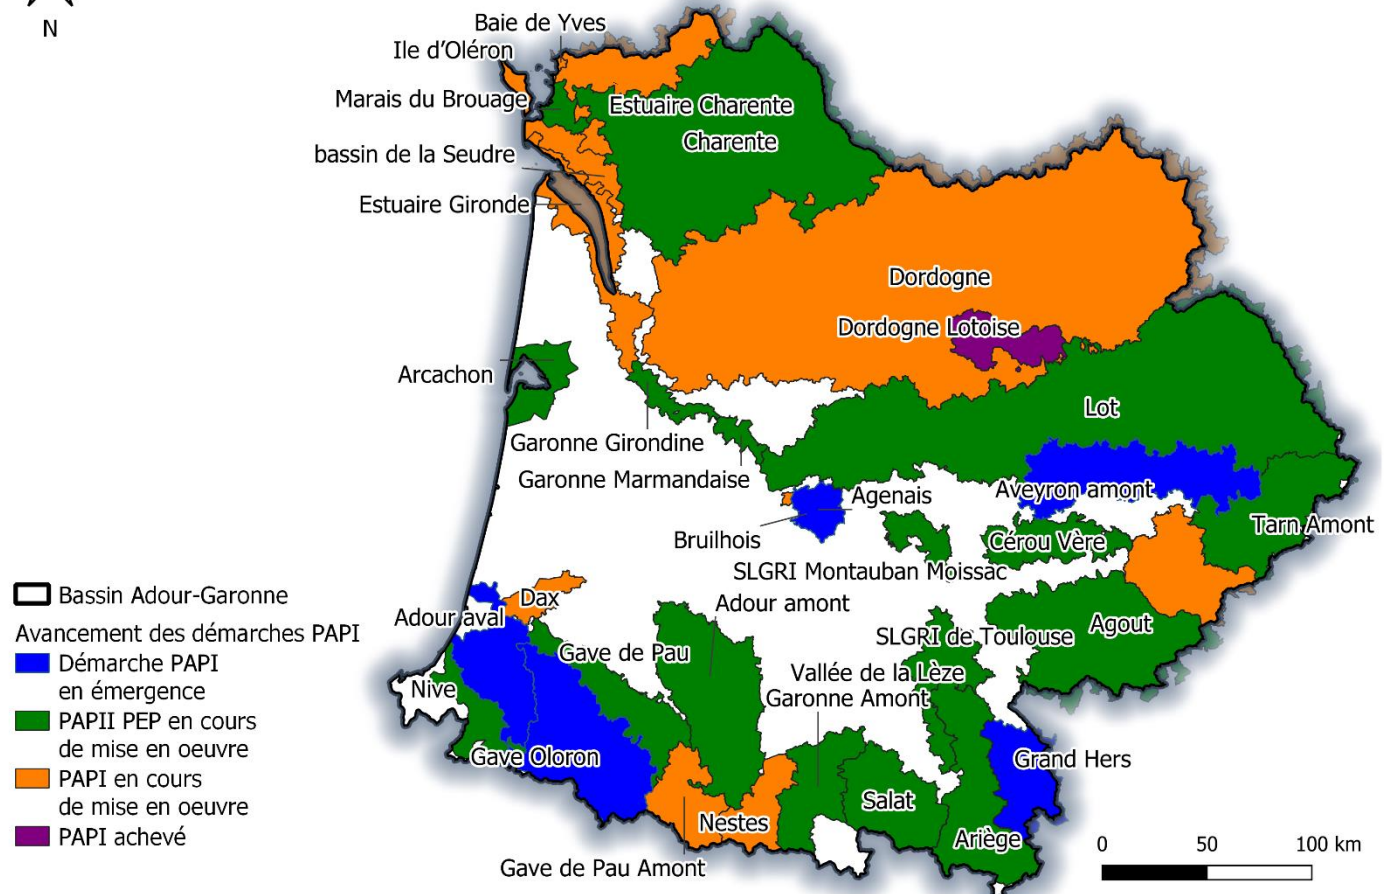 N
Baie de Yves
Ile d'Oléron
Marais du Brouage
Estuaire Charente
Charente
bassin de la Seudre
Estuaire Gironde
Dordogne
Dordogne Lotoise
Arcachon
Lot
Garonne Girondine
Garonne Marmandaise
Agenais
Aveyron amont
Bruilhois
Cérou Vère
Tarn Amont
SLGRI Montauban Moissac
Adour amont
Dax
Adour aval
SLGRI de Toulouse
Agout
Gave de Pau
Vallée de la Lèze
Garonne Amont
Nive
Gave Oloron
Grand Hers
Salat
Nestes
Ariège
Gave de Pau Amont
Bassin Adour-Garonne
Avancement des démarches PAPI
Démarche PAPI
en émergence
PAPII PEP en cours
de mise en oeuvre
PAPI en cours
de mise en oeuvre
PAPI achevé
0 50 100 km